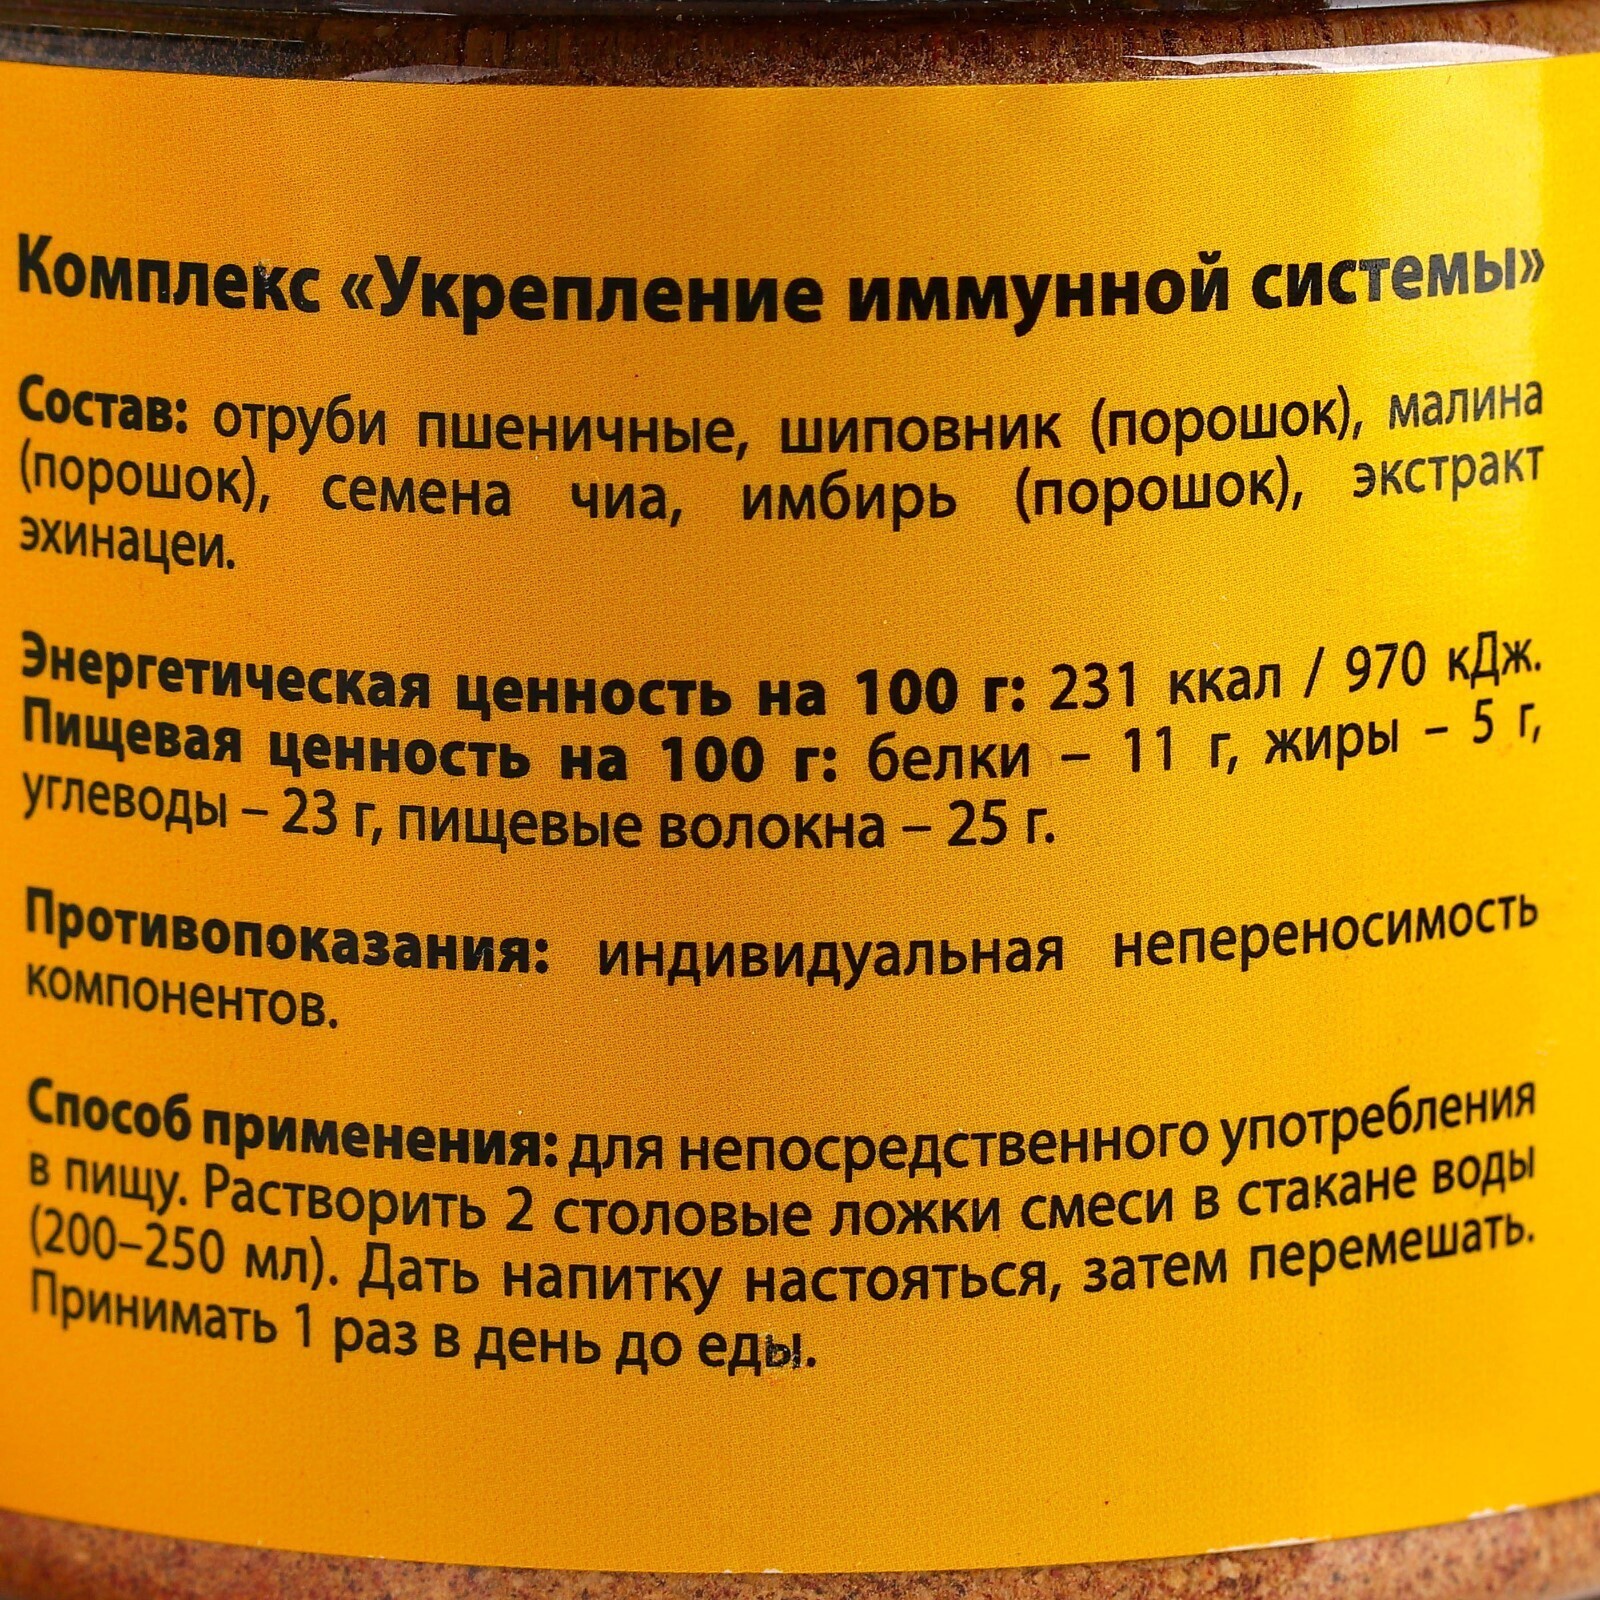 Комплекс «Укрепление иммунной системы»
Состав: отруби пшеничные, шиповник (порошок), малина
(порошок), семена чиа, имбирь (порошок), экстракт
эхинацеи.
Энергетическая ценность на 100 г: 231 ккал / 970 кДж.
Пищевая ценность на 100 г: белки – 11 г, жиры – 5 г,
углеводы – 23 г, пищевые волокна – 25 г.
Противопоказания: индивидуальная непереносимость
компонентов.
Способ применения: для непосредственного употребления
в пищу. Растворить 2 столовые ложки смеси в стакане воды
(200–250 мл). Дать напитку настояться, затем перемешать.
Принимать 1 раз в день до еды.